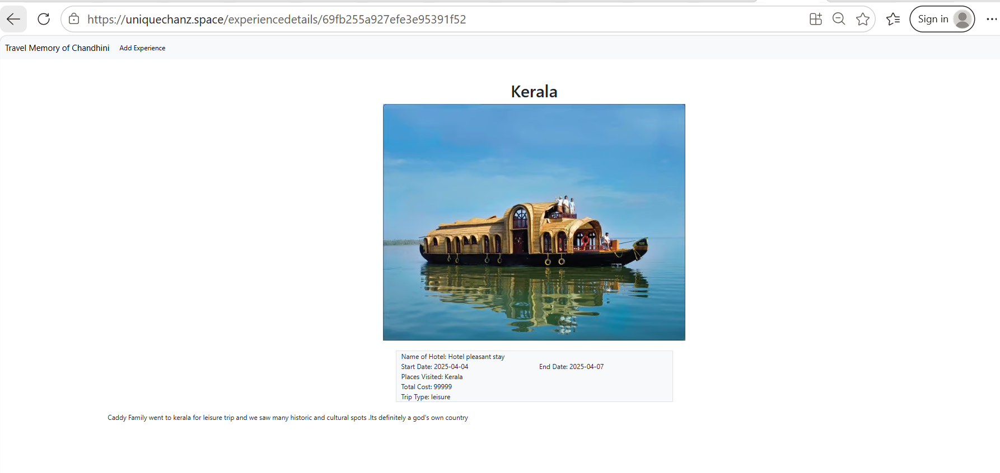 https://uniquechanz.space/experiencedetails/69fb255a927efe3e95391f52
Sign in
Travel Memory of Chandhini Add Experience
Kerala
Name of Hotel: Hotel pleasant stay
Start Date: 2025-04-04 End Date: 2025-04-07
Places Visited: Kerala
Total Cost: 99999
Trip Type: leisure
Caddy Family went to kerala for leisure trip and we saw many historic and cultural spots .Its definitely a god's own country